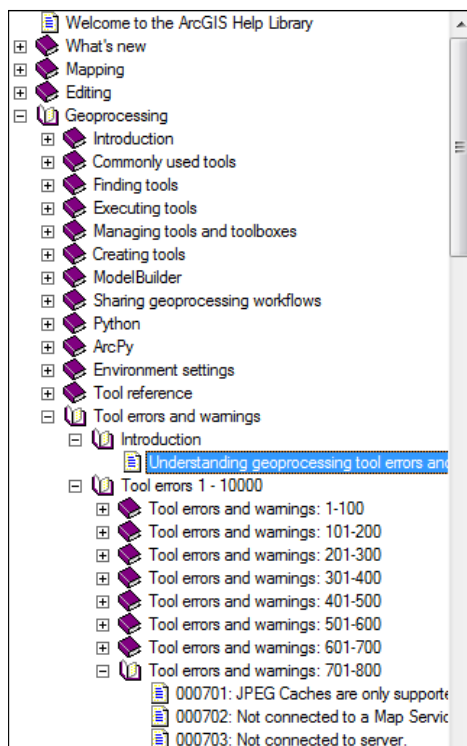 Welcome to the ArcGIS Help Library
What's new
Mapping
Editing
Geoprocessing
Introduction
Commonly used tools
Finding tools
Executing tools
Managing tools and toolboxes
Creating tools
ModelBuilder
Sharing geoprocessing workflows
Python
ArcPy
Environment settings
Tool reference
Tool errors and warnings
Introduction
Understanding geoprocessing tool errors and
Tool errors 1 - 10000
Tool errors and warnings: 1-100
Tool errors and warnings: 101-200
Tool errors and warnings: 201-300
Tool errors and warnings: 301-400
Tool errors and warnings: 401-500
Tool errors and warnings: 501-600
Tool errors and warnings: 601-700
Tool errors and warnings: 701-800
000701: JPEG Caches are only supporte
000702: Not connected to a Map Servic
000703: Not connected to server.